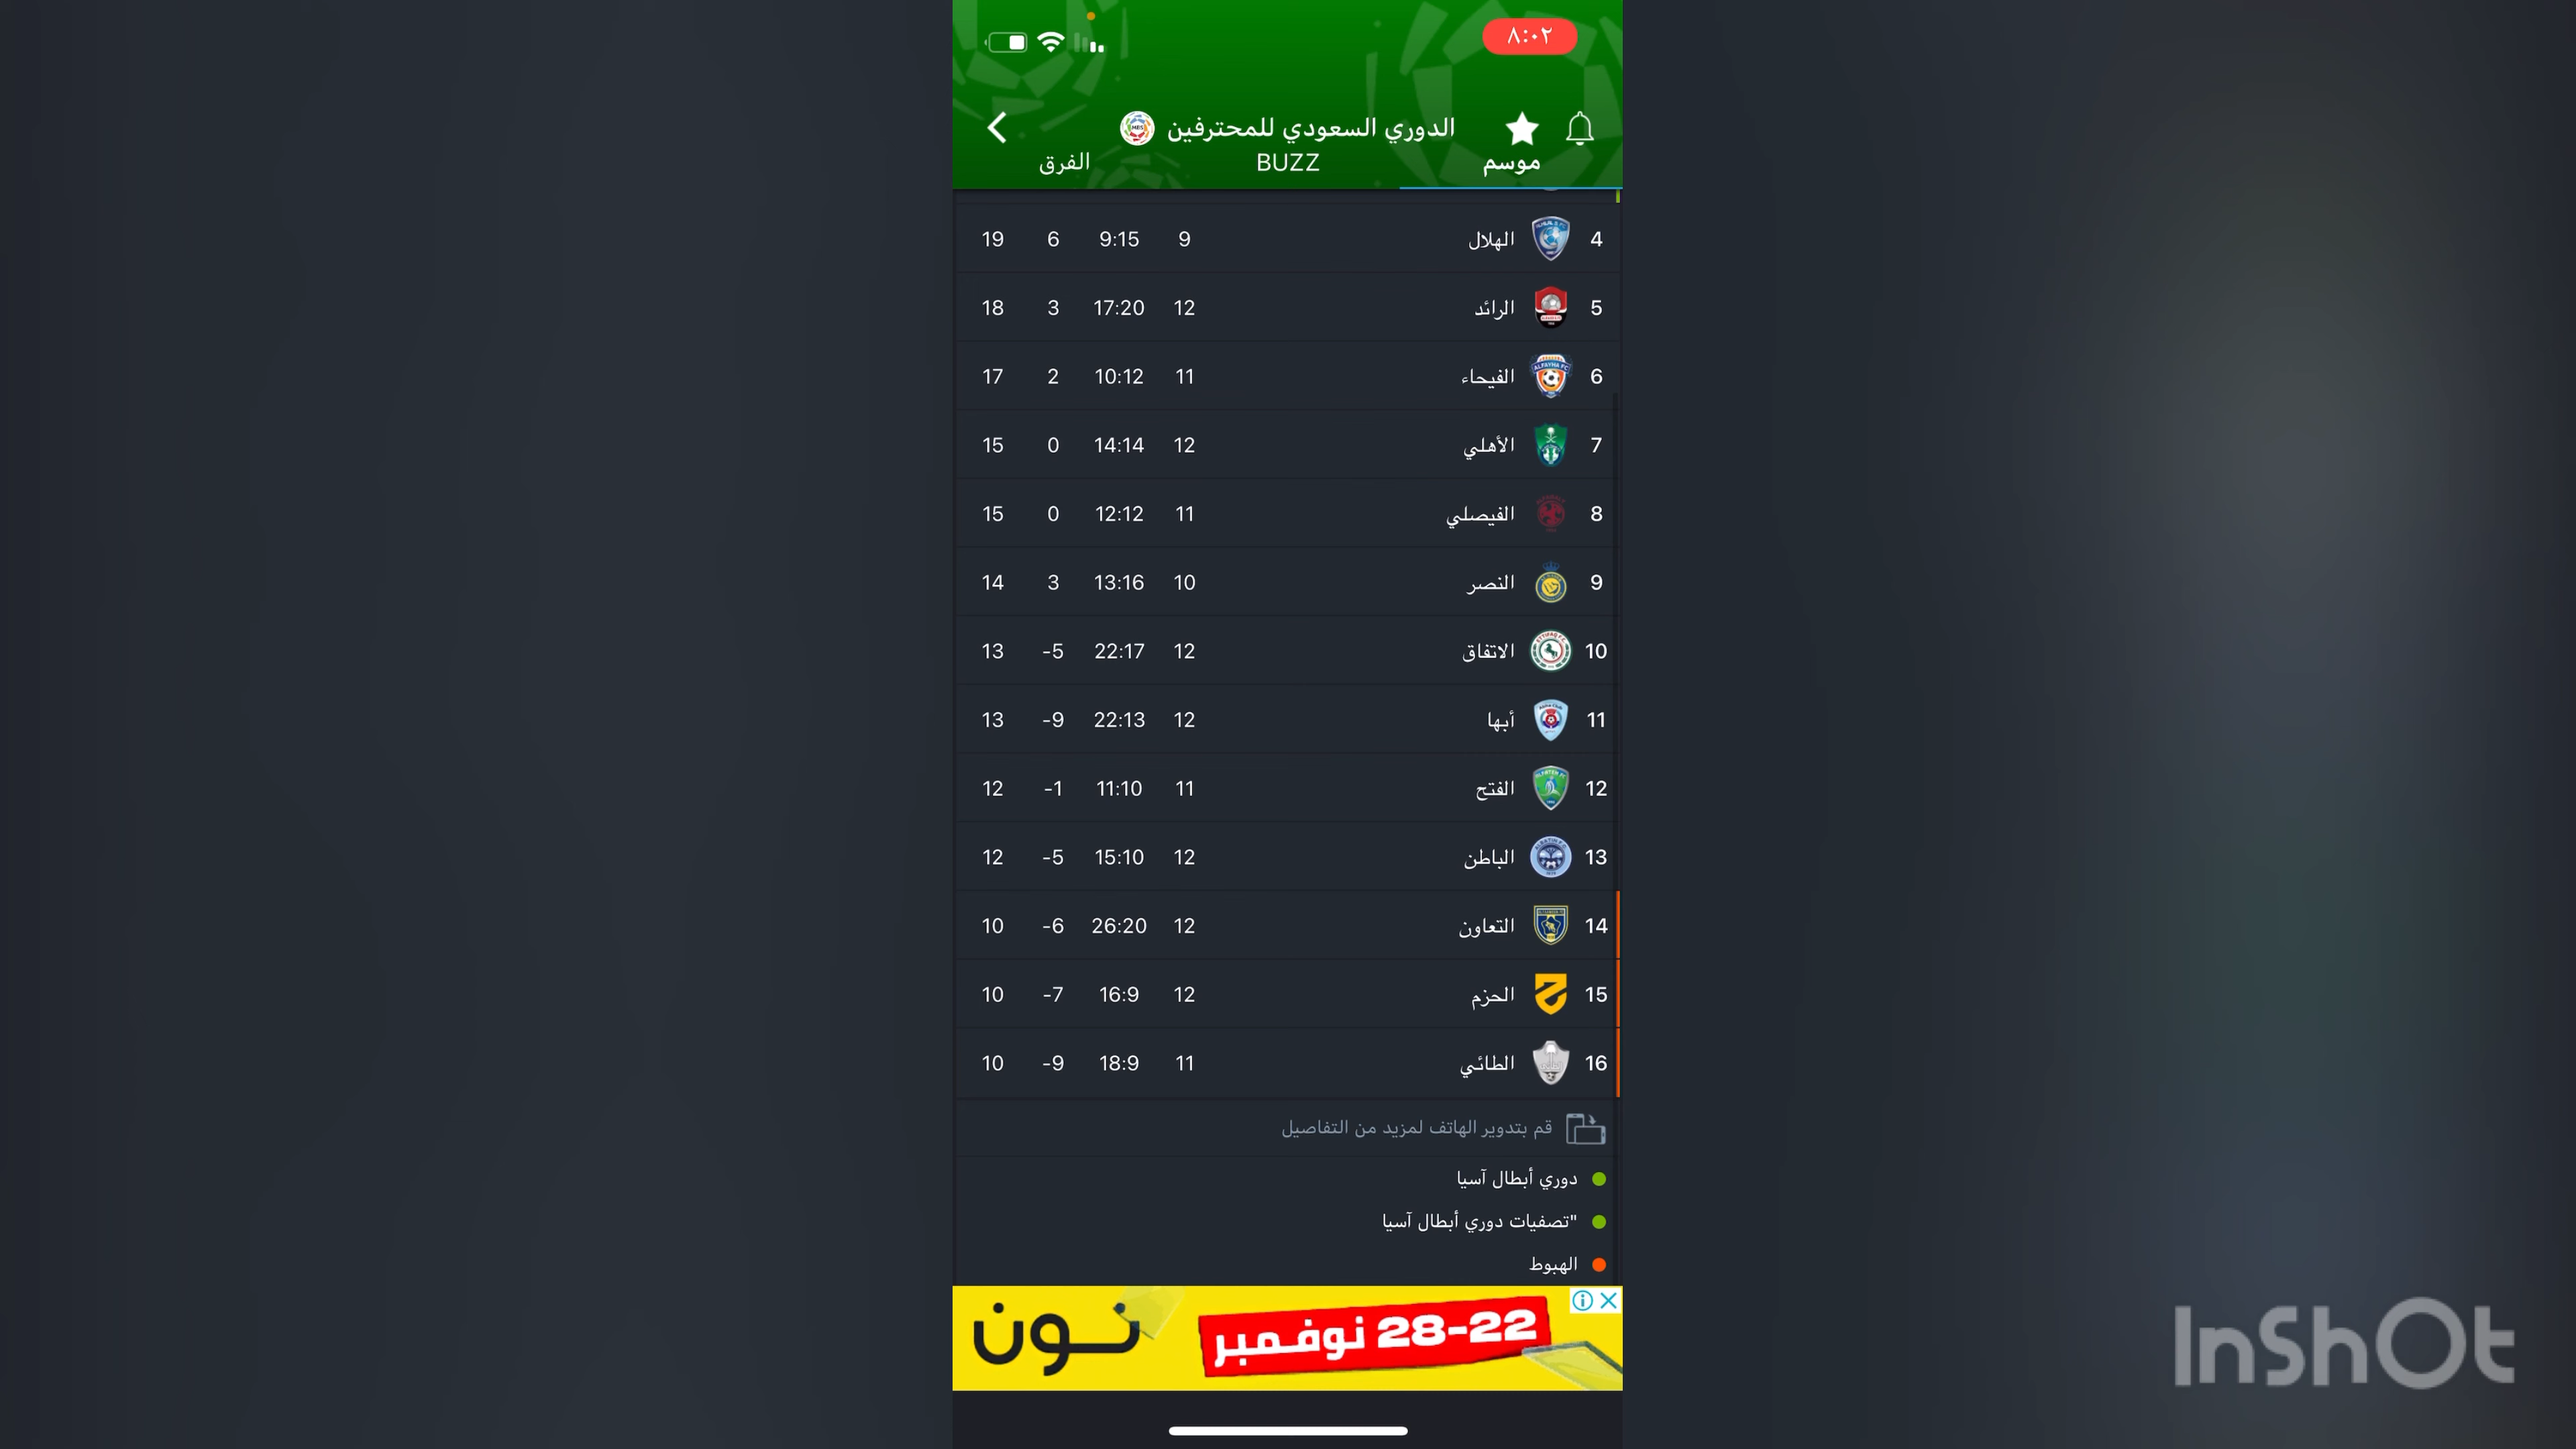 ٨:٠٢
الدوري السعودي للمحترفين
موسم BUZZ الفرق
4 الهلال 9 9:15 6 19
5 الرائد 12 17:20 3 18
6 الفيحاء 11 10:12 2 17
7 الأهلي 12 14:14 0 15
8 الفيصلي 11 12:12 0 15
9 النصر 10 13:16 3 14
10 الاتفاق 12 22:17 -5 13
11 أبها 12 22:13 -9 13
12 الفتح 11 11:10 -1 12
13 الباطن 12 15:10 -5 12
14 التعاون 12 26:20 -6 10
15 الحزم 12 16:9 -7 10
16 الطائي 11 18:9 -9 10
قم بتدوير الهاتف لمزيد من التفاصيل
دوري أبطال آسيا
"تصفيات دوري أبطال آسيا
الهبوط
28-22 نوفمبر
نون
InShOt